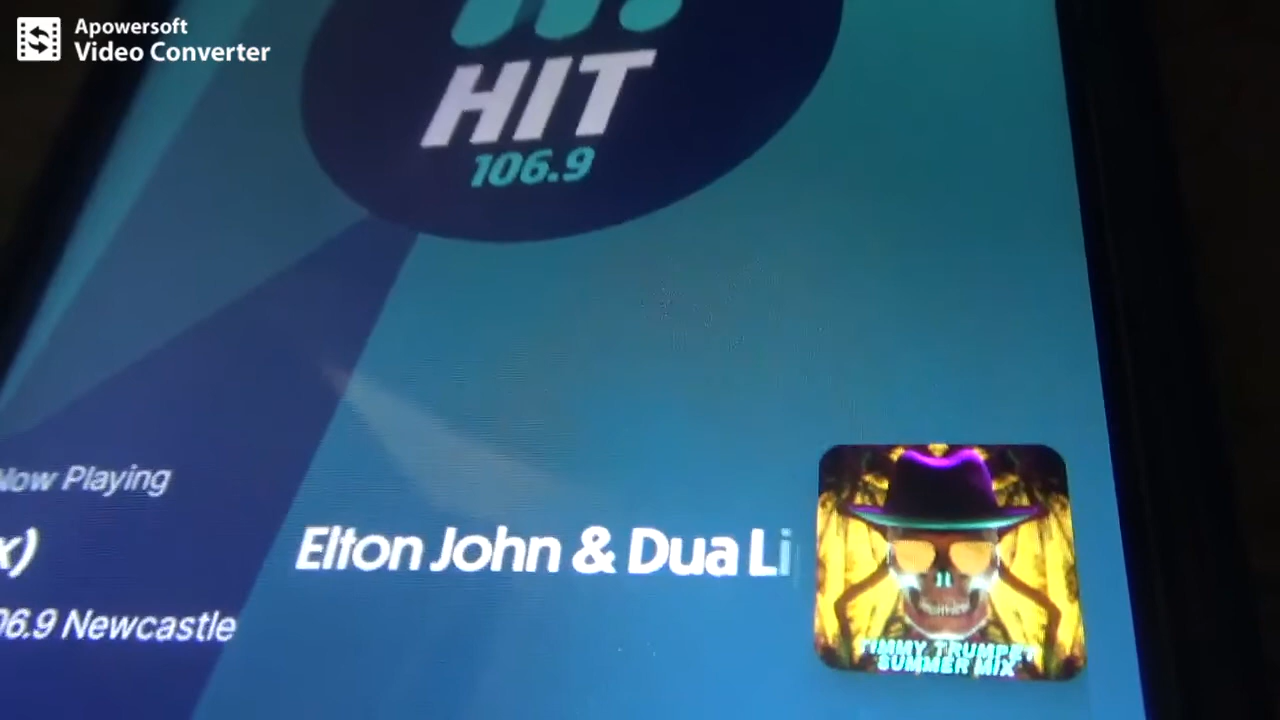 Apowersoft
Video Converter
HIT
106.9
Now Playing
x) Elton John & Dua Li
06.9 Newcastle
TIMMY TRUMPET
SUMMER MIX